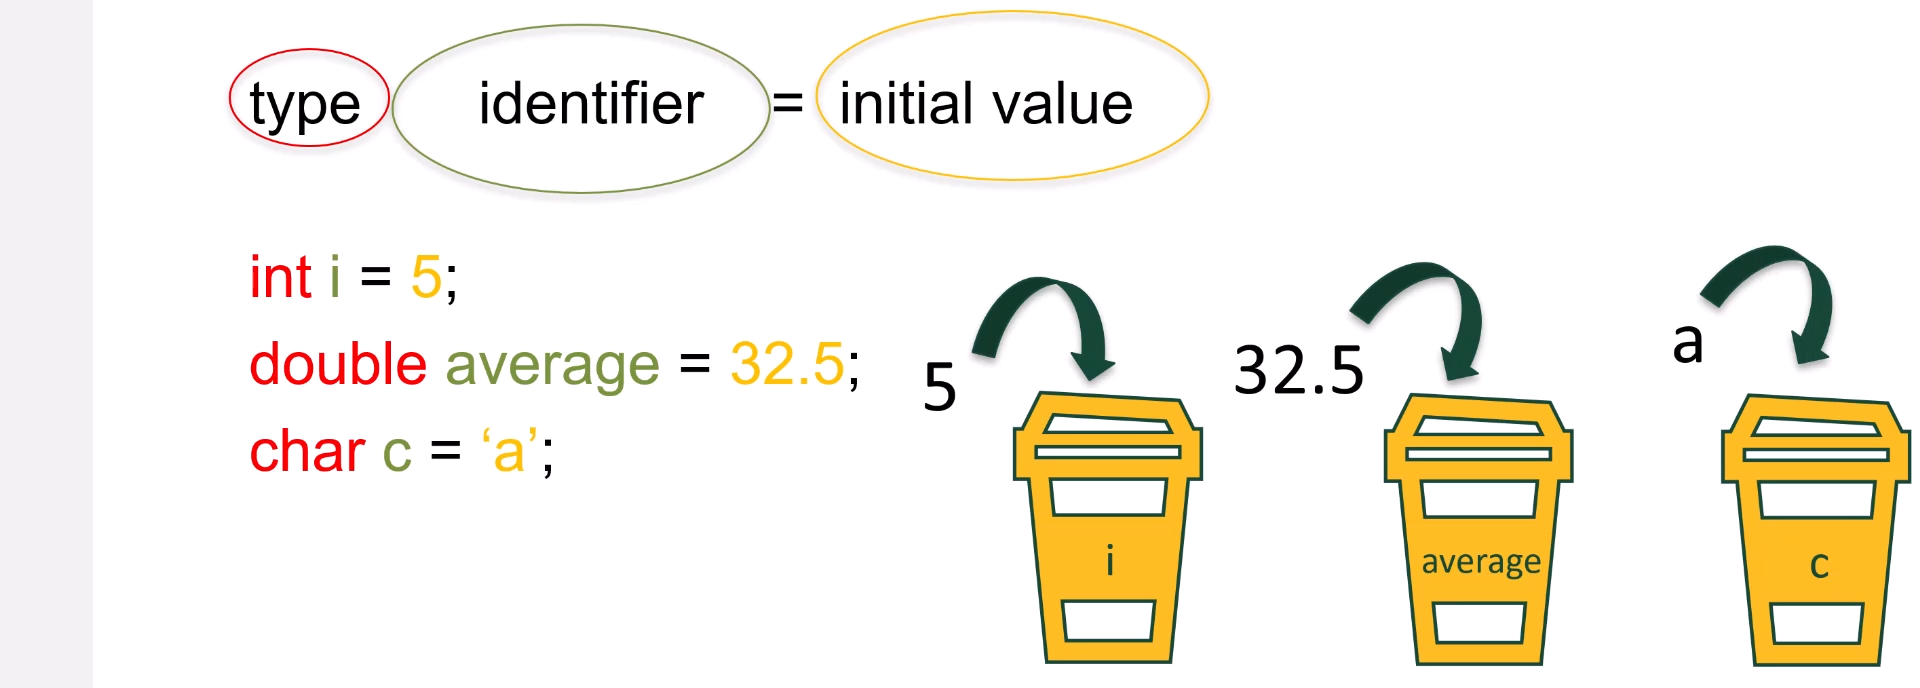 type identifier = initial value
int i = 5;
double average = 32.5;
char c = ‘a’;
5
32.5
a
i
average
c